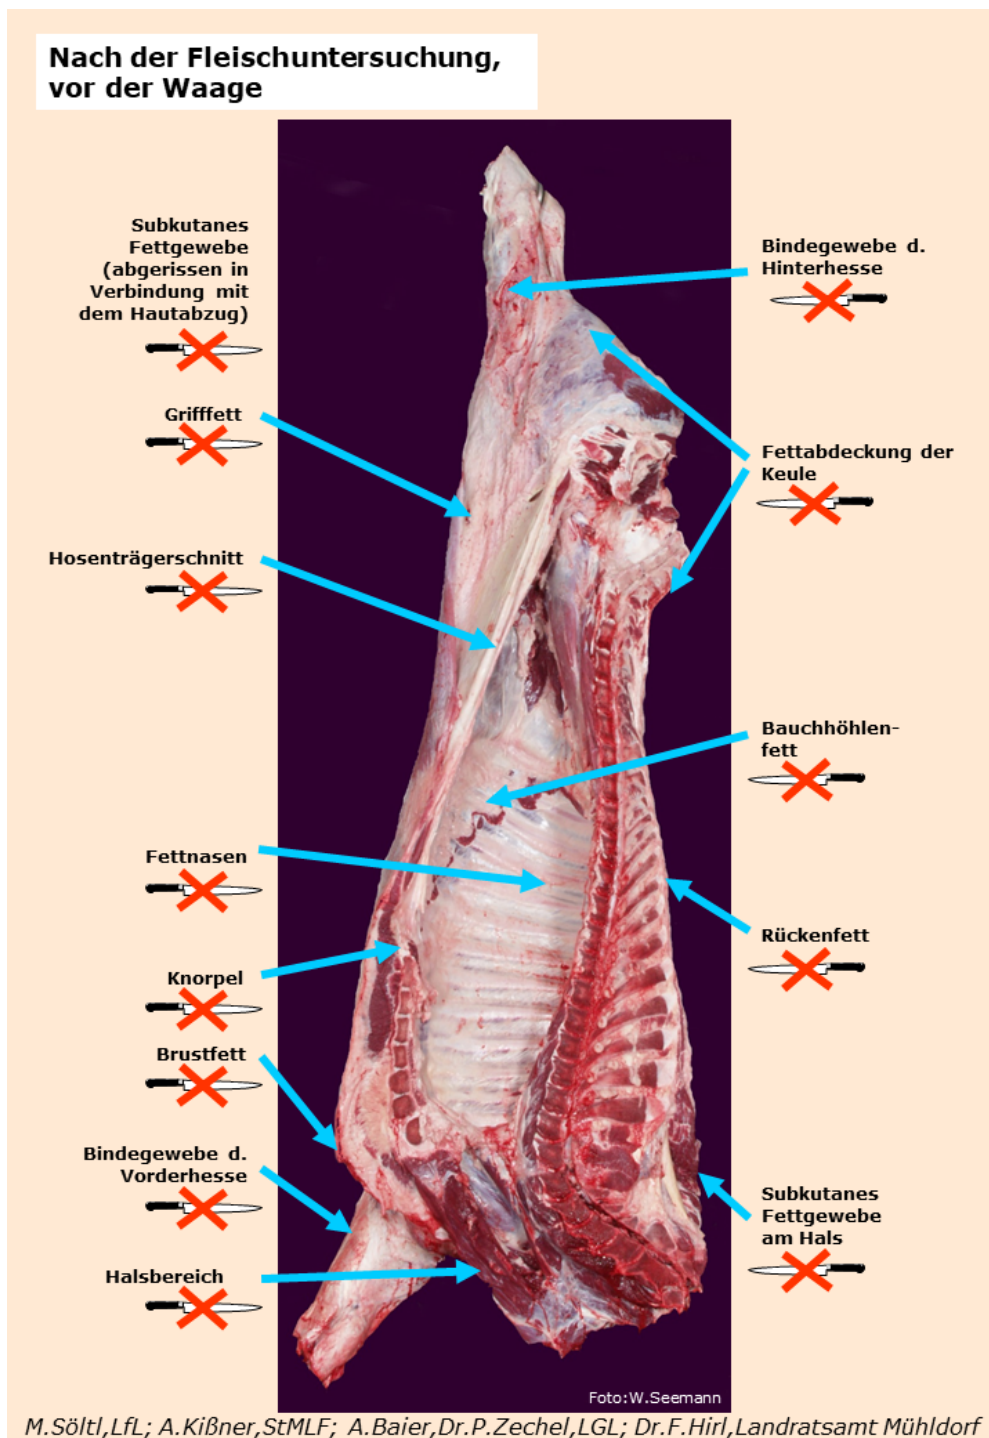 Nach der Fleischuntersuchung,
vor der Waage
Subkutanes
Fettgewebe
(abgerissen in
Verbindung mit
dem Hautabzug)
Grifffett
Hosenträgerschnitt
Fettnasen
Knorpel
Brustfett
Bindegewebe d.
Vorderhesse
Halsbereich
Bindegewebe d.
Hinterhesse
Fettabdeckung der
Keule
Bauchhöhlen-
fett
Rückenfett
Subkutanes
Fettgewebe
am Hals
Foto:W.Seemann
M.Söltl,LfL; A.Kißner,StMLF; A.Baier,Dr.P.Zechel,LGL; Dr.F.Hirl,Landratsamt Mühldorf